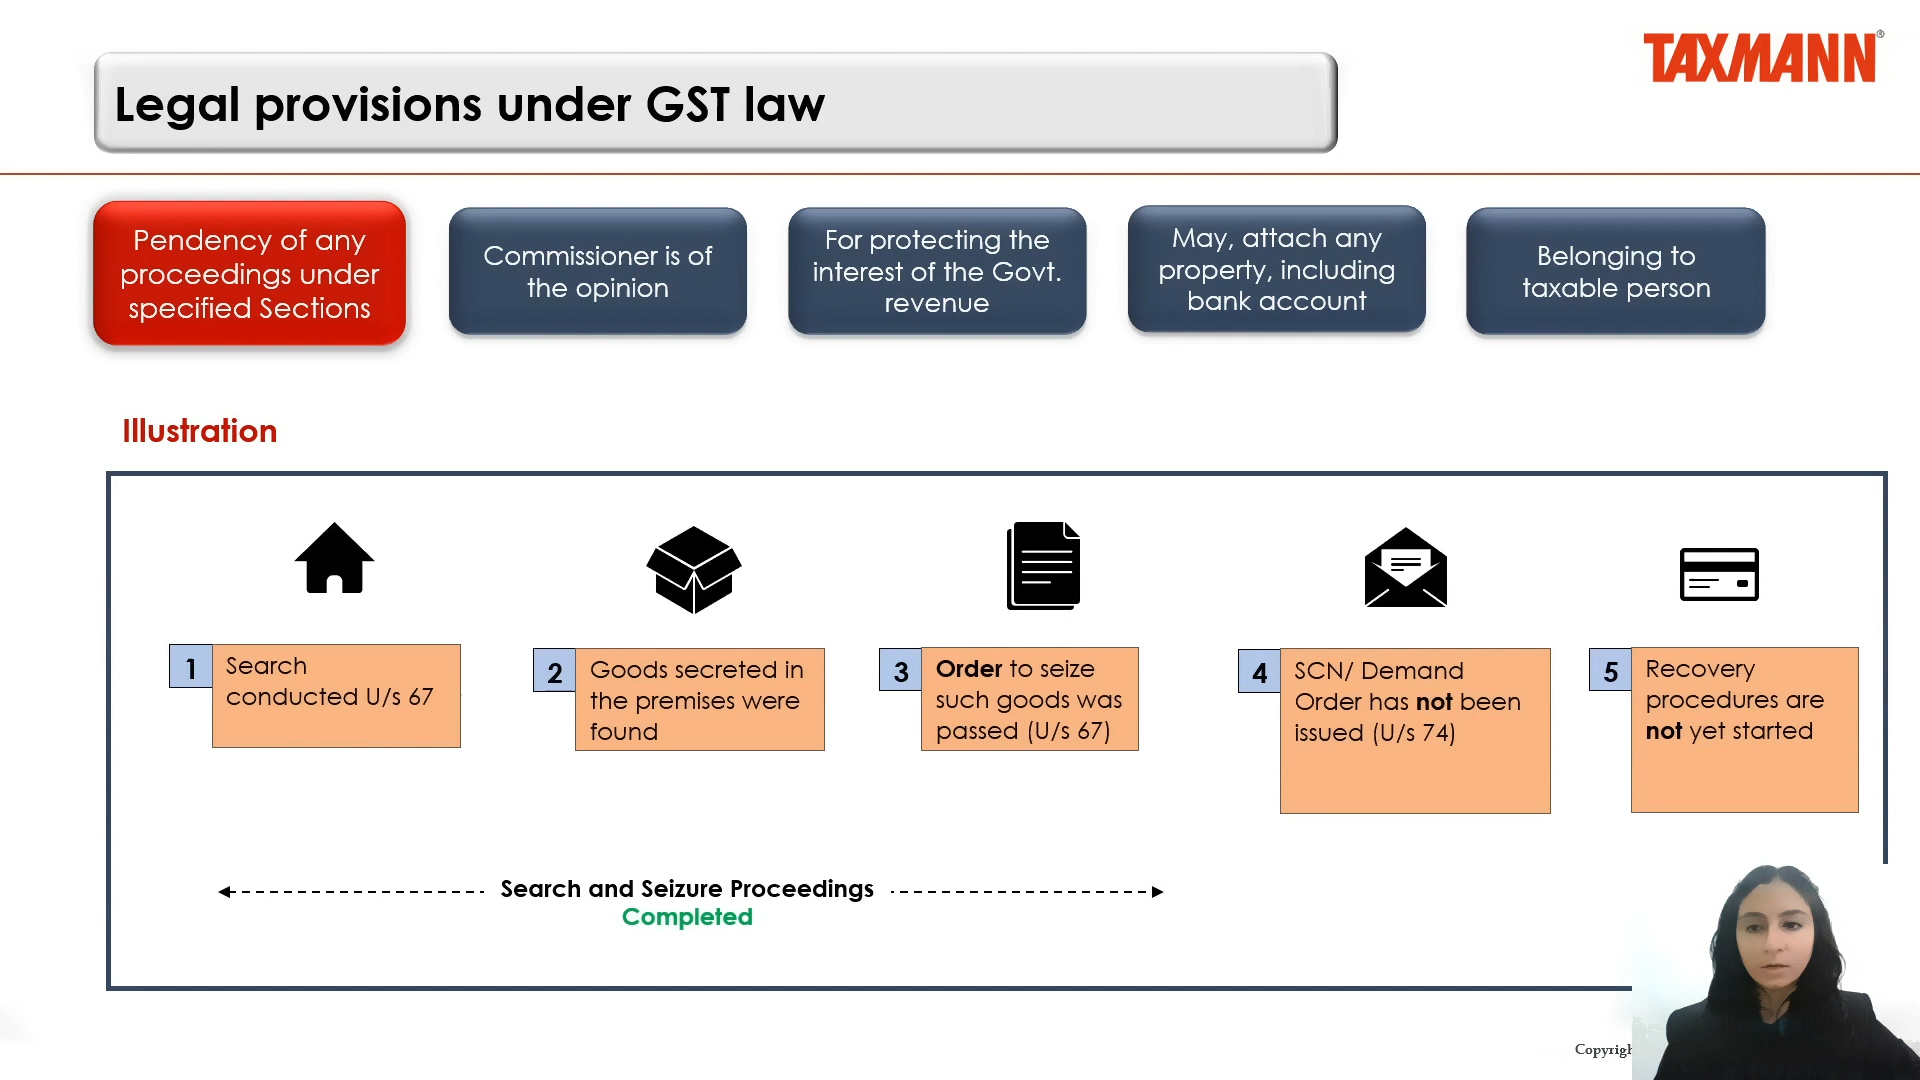 TAXMANN®
Legal provisions under GST law
Pendency of any
proceedings under
specified Sections
Commissioner is of
the opinion
For protecting the
interest of the Govt.
revenue
May, attach any
property, including
bank account
Belonging to
taxable person
Illustration
1
Search
conducted U/s 67
2
Goods secreted in
the premises were
found
3
Order to seize
such goods was
passed (U/s 67)
4
SCN/ Demand
Order has not been
issued (U/s 74)
5
Recovery
procedures are
not yet started
Search and Seizure Proceedings
Completed